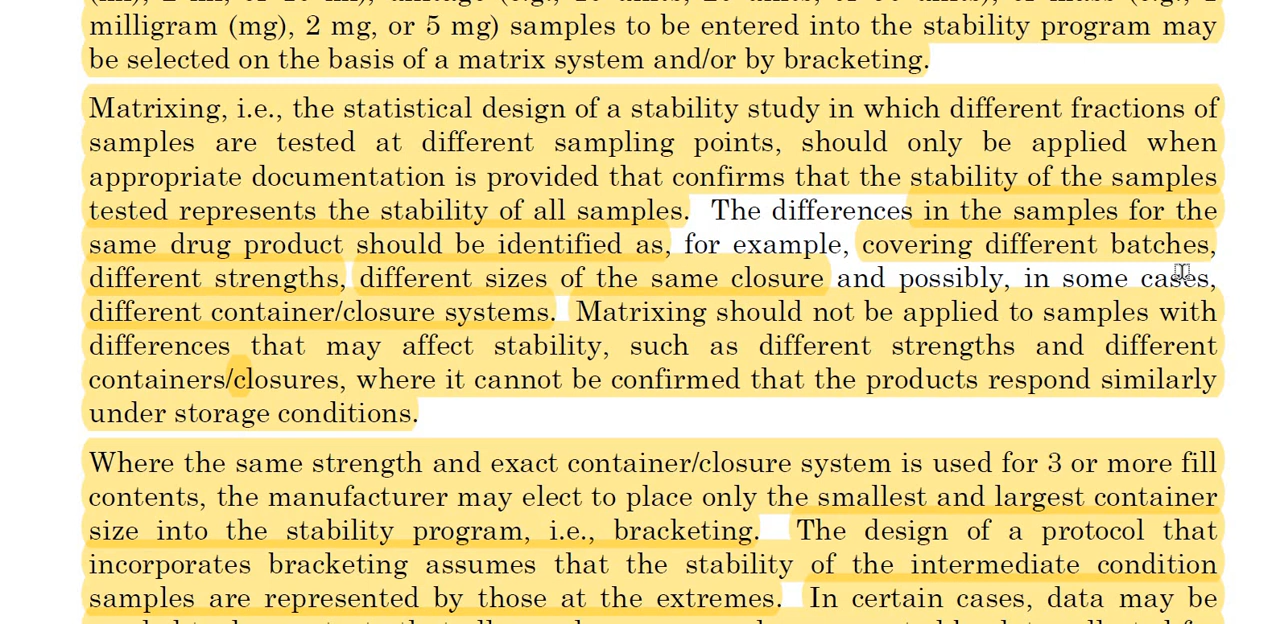 milligram (mg), 2 mg, or 5 mg) samples to be entered into the stability program may
be selected on the basis of a matrix system and/or by bracketing.
Matrixing, i.e., the statistical design of a stability study in which different fractions of
samples are tested at different sampling points, should only be applied when
appropriate documentation is provided that confirms that the stability of the samples
tested represents the stability of all samples. The differences in the samples for the
same drug product should be identified as, for example, covering different batches,
different strengths, different sizes of the same closure and possibly, in some cases,
different container/closure systems. Matrixing should not be applied to samples with
differences that may affect stability, such as different strengths and different
containers/closures, where it cannot be confirmed that the products respond similarly
under storage conditions.
Where the same strength and exact container/closure system is used for 3 or more fill
contents, the manufacturer may elect to place only the smallest and largest container
size into the stability program, i.e., bracketing. The design of a protocol that
incorporates bracketing assumes that the stability of the intermediate condition
samples are represented by those at the extremes. In certain cases, data may be